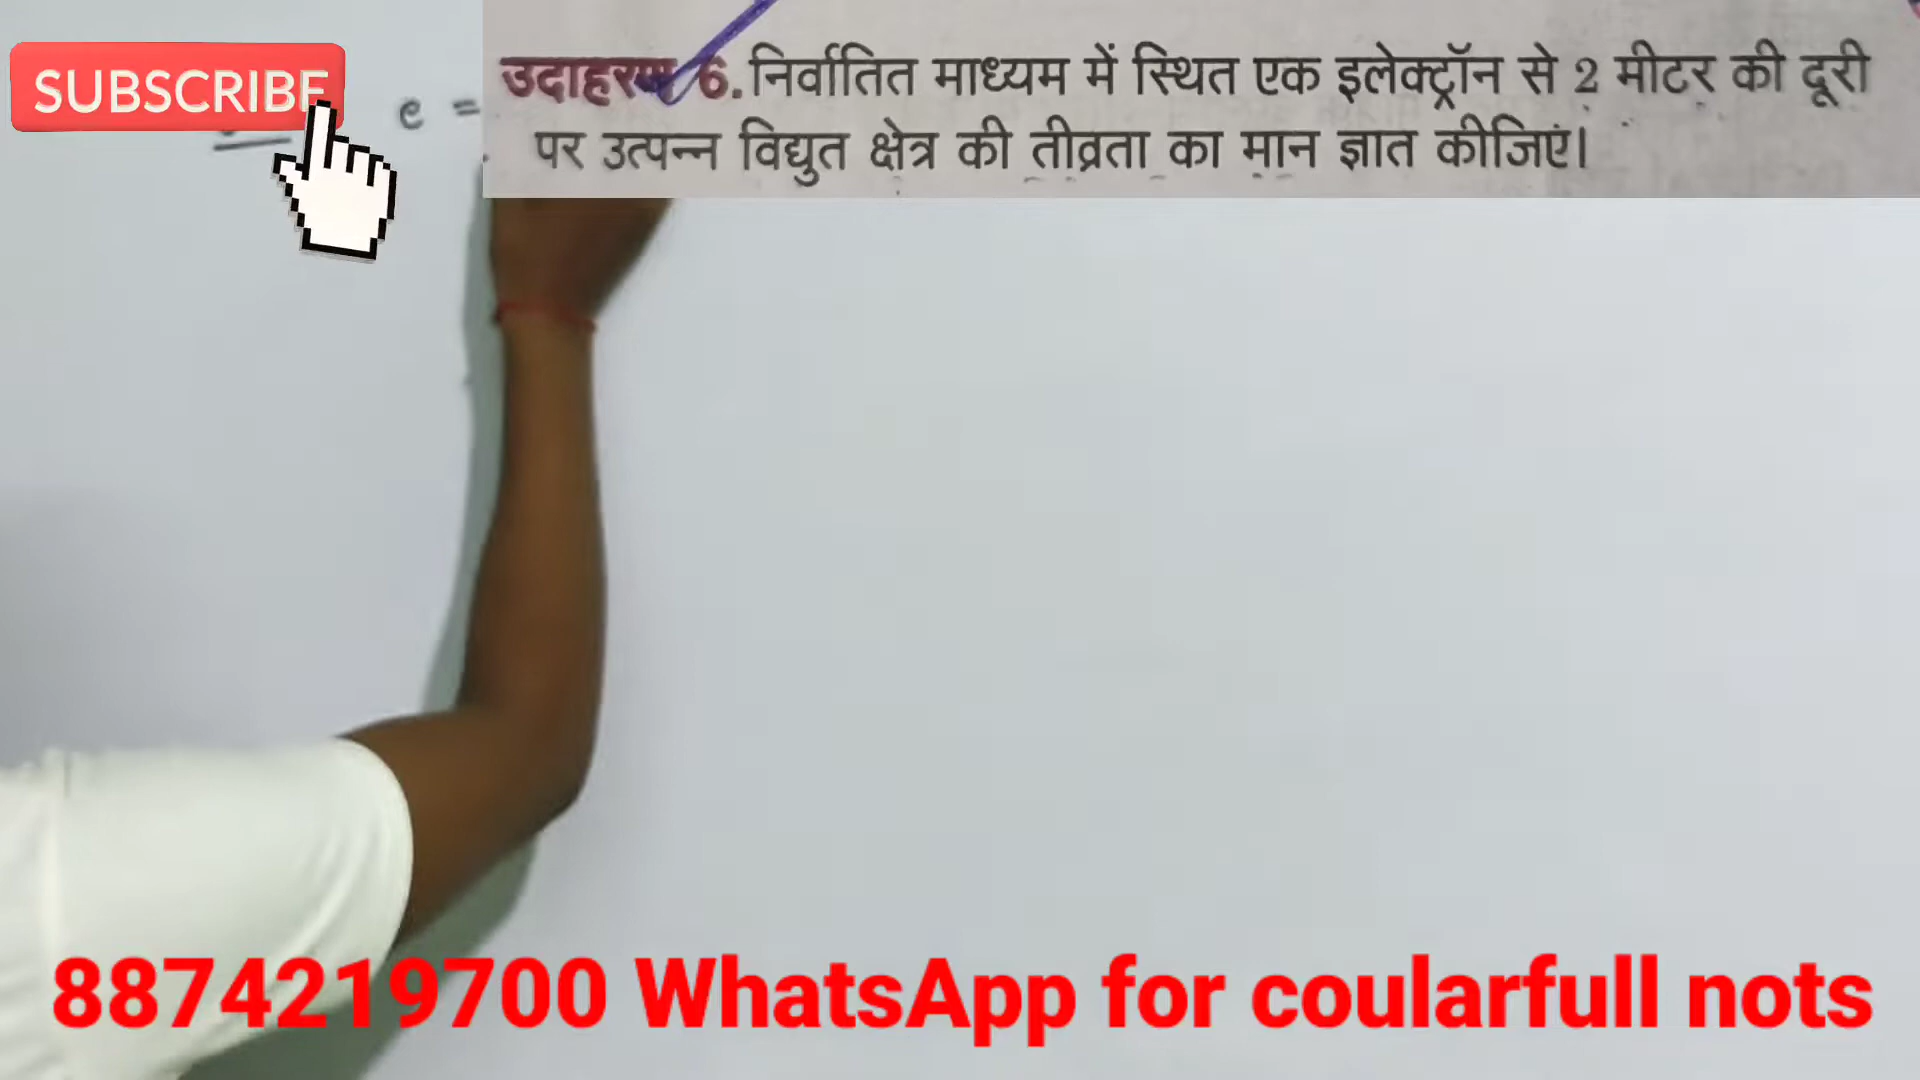 SUBSCRIBE
e =
उदाहरण 6. निर्वातित माध्यम में स्थित एक इलेक्ट्रॉन से 2 मीटर की दूरी
पर उत्पन्न विद्युत क्षेत्र की तीव्रता का मान ज्ञात कीजिएं।
8874219700 WhatsApp for coularfull nots